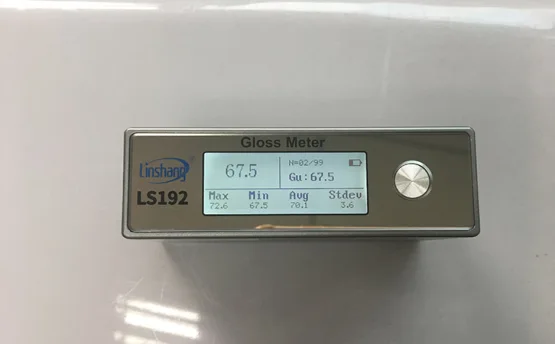 Gloss Meter
Linshang
LS192
67.5
N=02/99
Gu:67.5
Max Min Avg Stdev
72.6 67.5 70.1 3.6